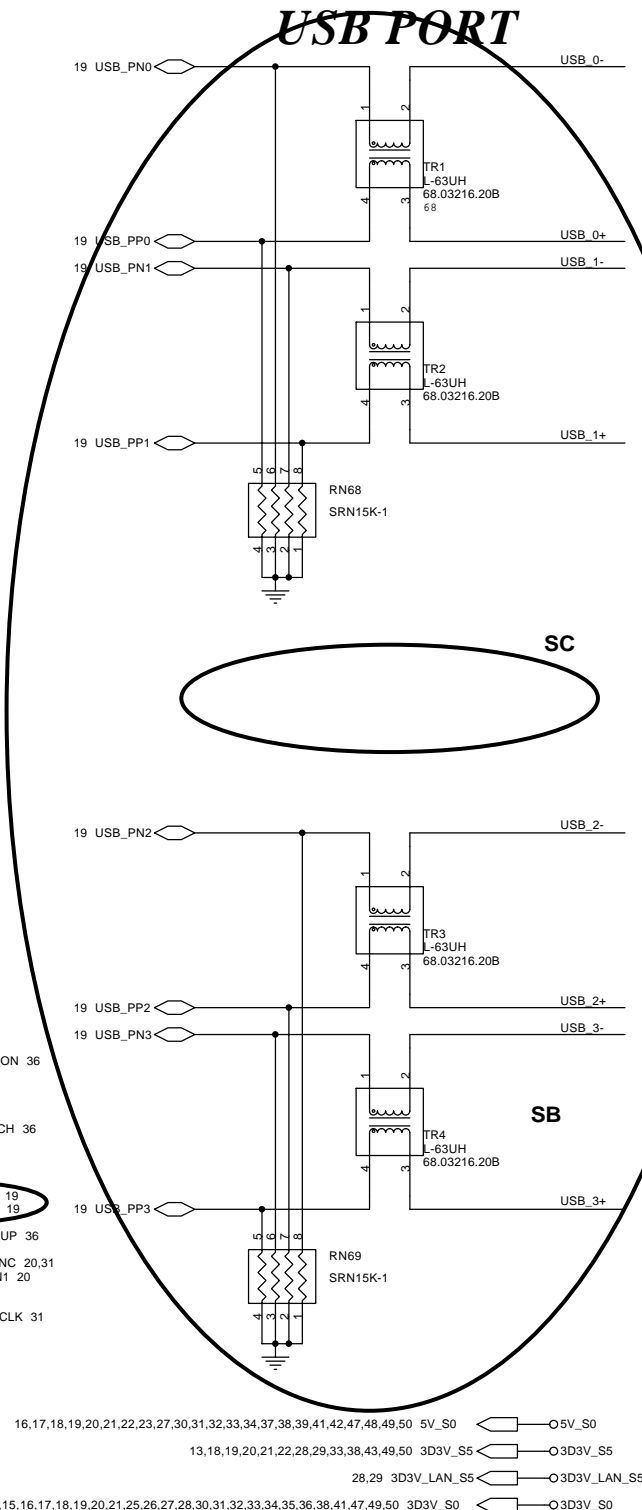 USB PORT
19 USB_PN0
USB_0-
1
2
TR1
L-63UH
68.03216.20B
68
4
3
19 USB_PP0
USB_0+
19 USB_PN1
USB_1-
1
2
TR2
L-63UH
68.03216.20B
4
3
19 USB_PP1
USB_1+
5 6 7 8
RN68
SRN15K-1
4 3 2 1
SC
19 USB_PN2
USB_2-
1
2
TR3
L-63UH
68.03216.20B
4
3
19 USB_PP2
USB_2+
19 USB_PN3
USB_3-
ON 36
1
2
CH 36
SB
TR4
L-63UH
68.03216.20B
4
3
19
19
19 USB_PP3
USB_3+
UP 36
5 6 7 8
NC 20,31
N1 20
RN69
SRN15K-1
CLK 31
4 3 2 1
16,17,18,19,20,21,22,23,27,30,31,32,33,34,37,38,39,41,42,47,48,49,50 5V_S0
5V_S0
13,18,19,20,21,22,28,29,33,38,43,49,50 3D3V_S5
3D3V_S5
28,29 3D3V_LAN_S5
3D3V_LAN_S5
,15,16,17,18,19,20,21,25,26,27,28,30,31,32,33,34,35,36,38,41,47,49,50 3D3V_S0
3D3V_S0